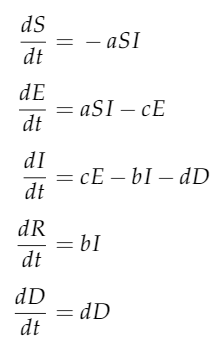 dS/dt = −aSI
dE/dt = aSI − cE
dI/dt = cE − bI − dD
dR/dt = bI
dD/dt = dD